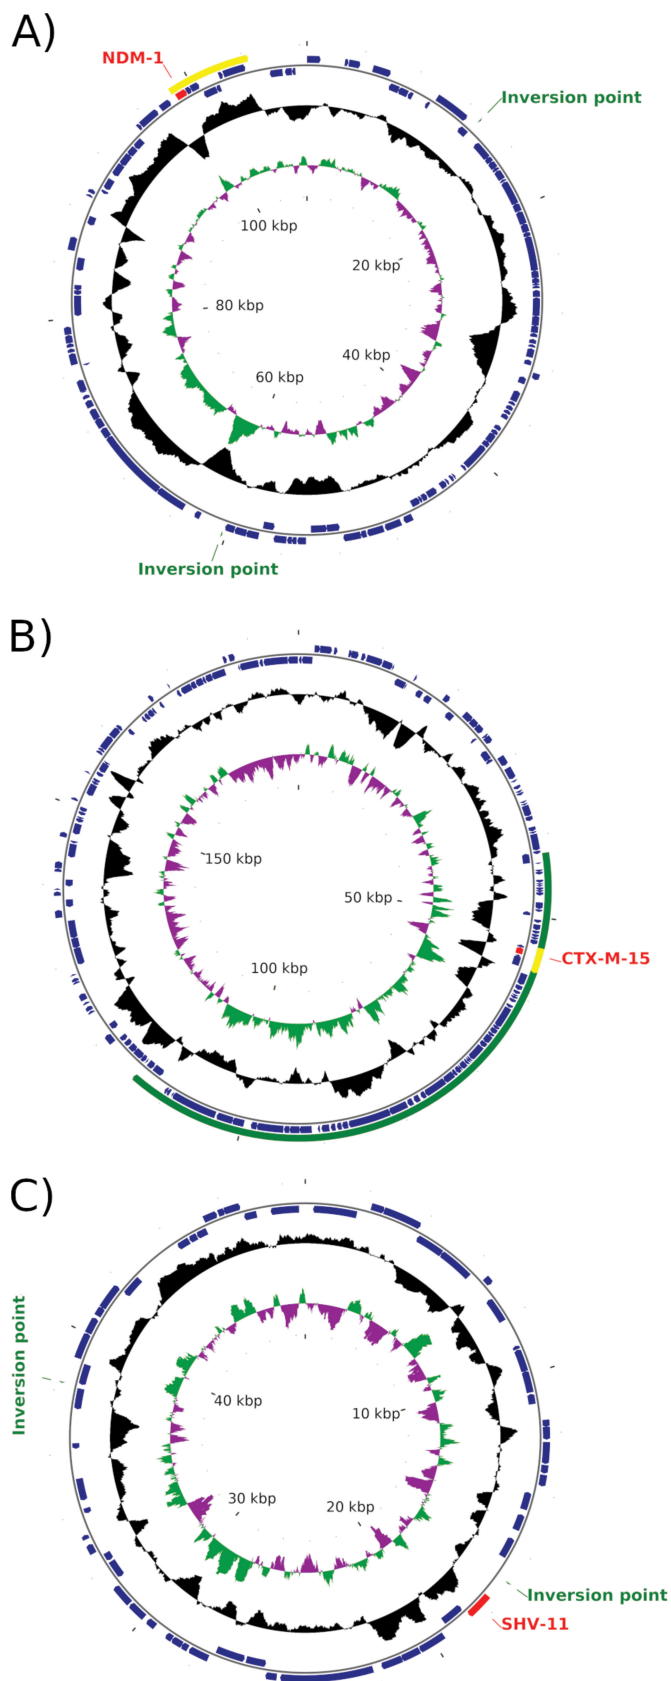 A)
NDM-1
Inversion point
100 kbp
20 kbp
80 kbp
40 kbp
60 kbp
Inversion point
B)
150 kbp
50 kbp
CTX-M-15
100 kbp
C)
Inversion point
40 kbp
10 kbp
30 kbp
20 kbp
Inversion point
SHV-11